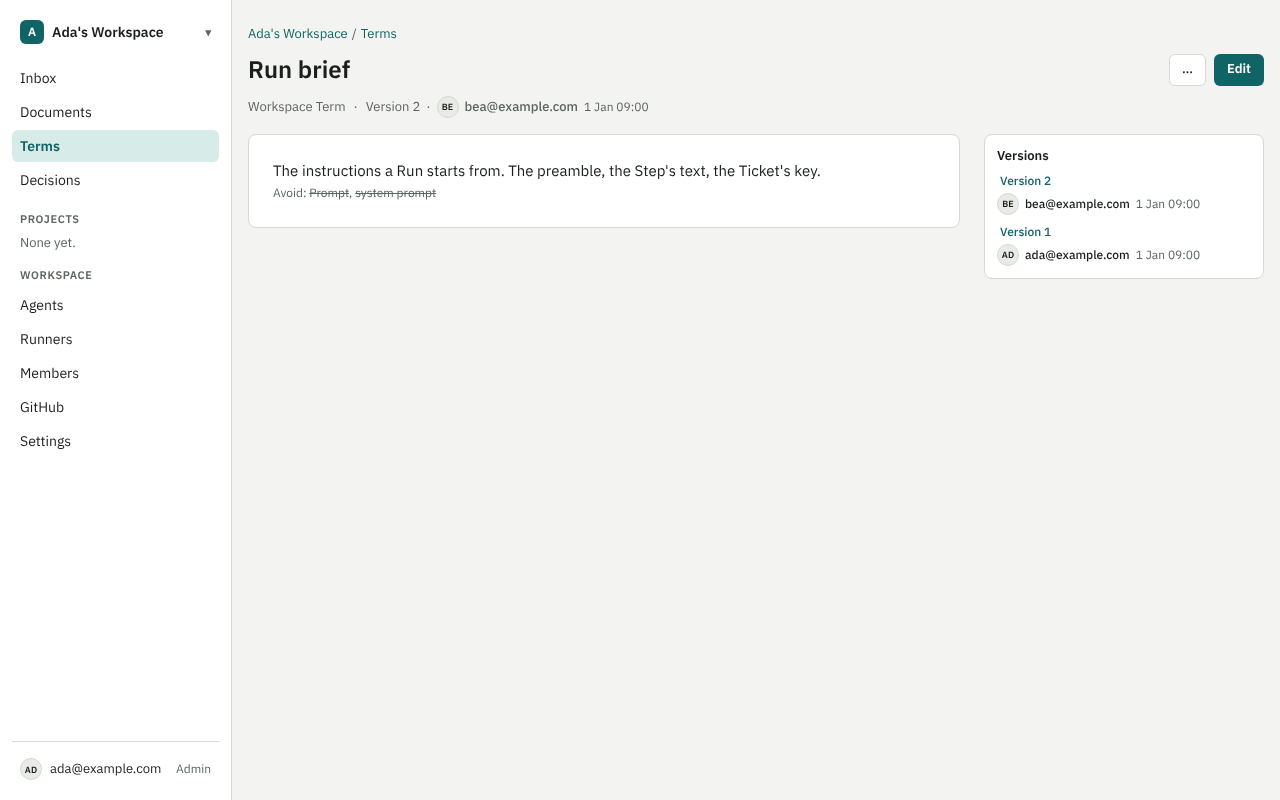 A Ada's Workspace ▾
Inbox
Documents
Terms
Decisions
PROJECTS
None yet.
WORKSPACE
Agents
Runners
Members
GitHub
Settings
AD ada@example.com Admin
Ada's Workspace / Terms
Run brief
... Edit
Workspace Term · Version 2 · BE bea@example.com 1 Jan 09:00
The instructions a Run starts from. The preamble, the Step's text, the Ticket's key.
Avoid: Prompt, system prompt
Versions
Version 2
BE bea@example.com 1 Jan 09:00
Version 1
AD ada@example.com 1 Jan 09:00